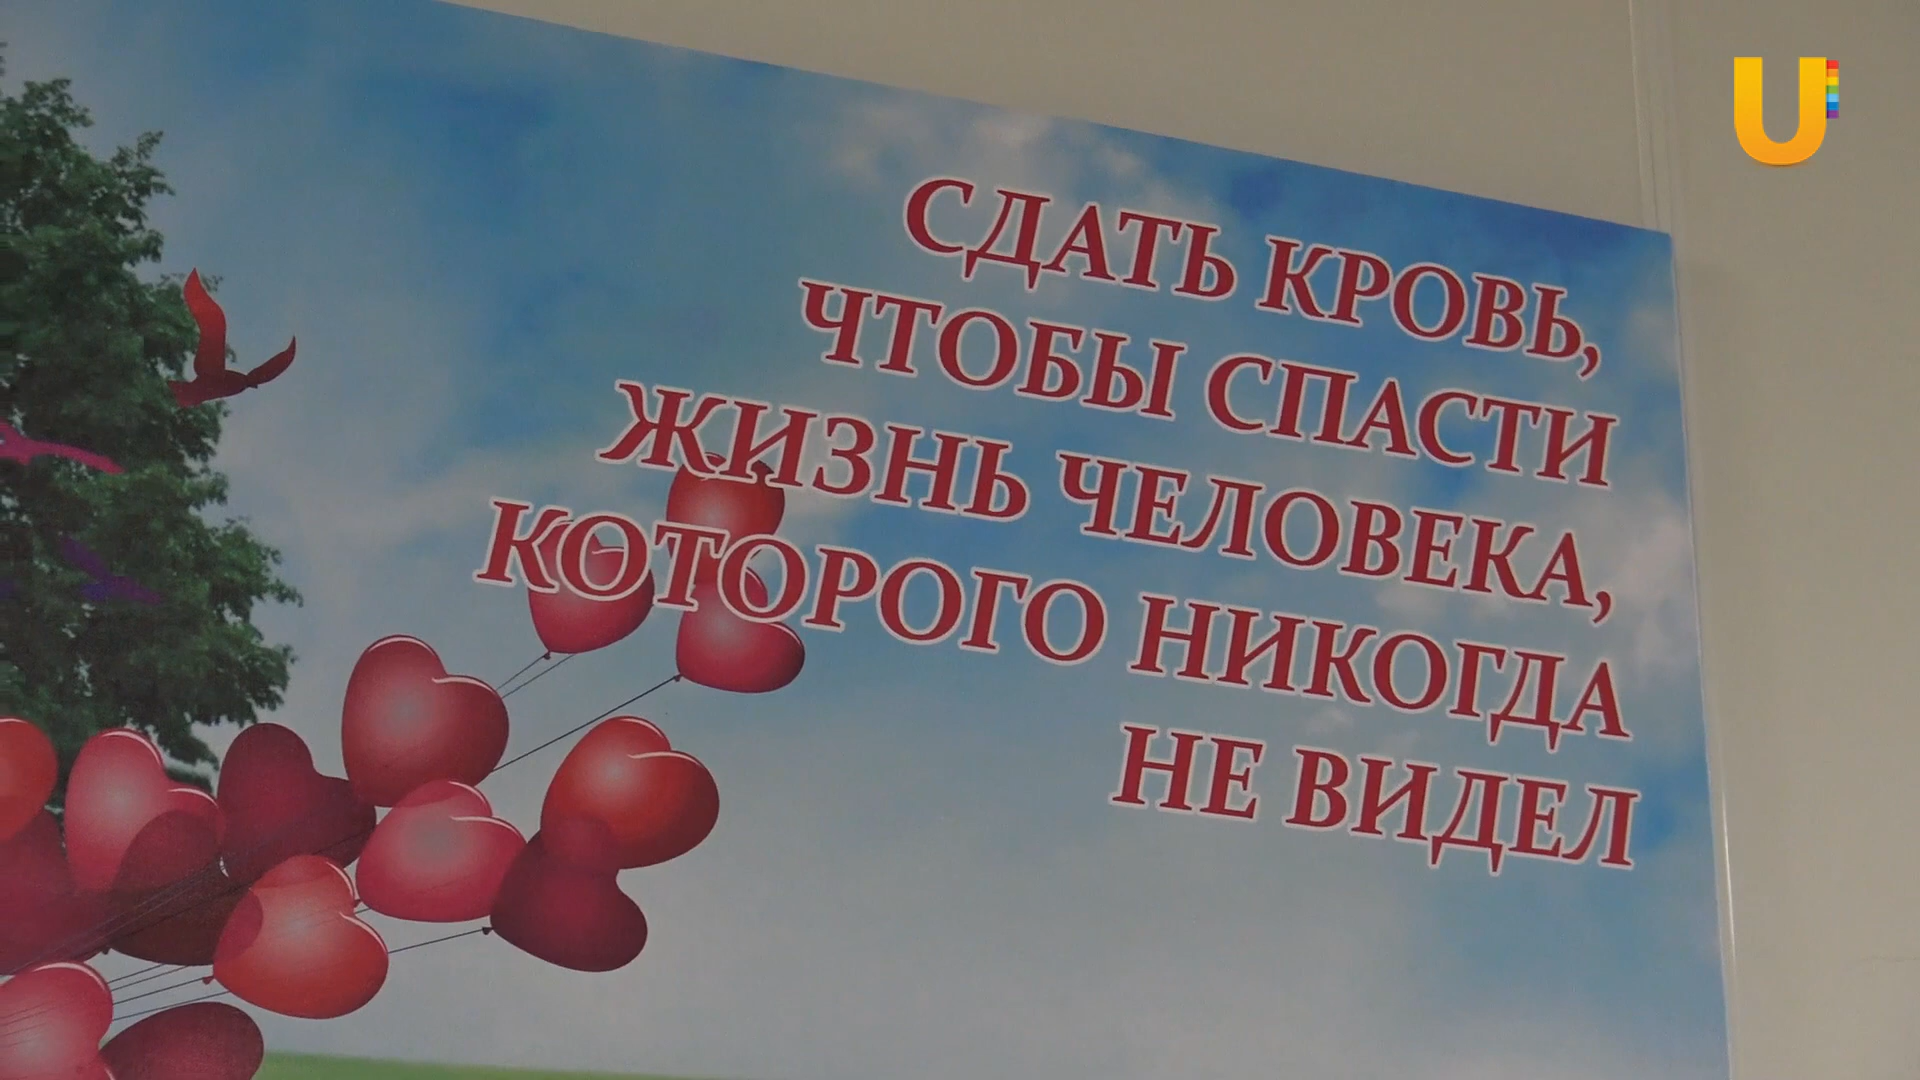 U
СДАТЬ КРОВЬ,
ЧТОБЫ СПАСТИ
ЖИЗНЬ ЧЕЛОВЕКА,
КОТОРОГО НИКОГДА
НЕ ВИДЕЛ